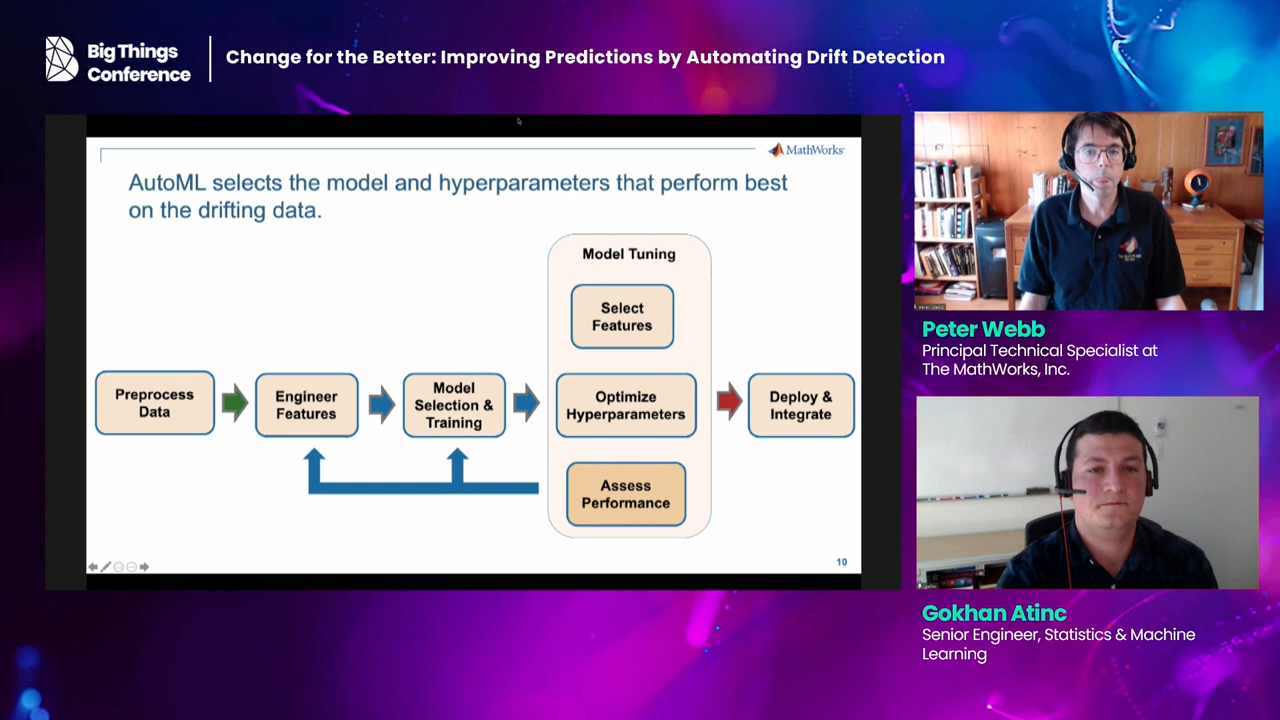 Big Things
Conference
Change for the Better: Improving Predictions by Automating Drift Detection
MathWorks
AutoML selects the model and hyperparameters that perform best
on the drifting data.
Model Tuning
Select
Features
Preprocess
Data
Engineer
Features
Model
Selection &
Training
Optimize
Hyperparameters
Deploy &
Integrate
Assess
Performance
10
Peter Webb
Principal Technical Specialist at
The MathWorks, Inc.
Gokhan Atinc
Senior Engineer, Statistics & Machine
Learning